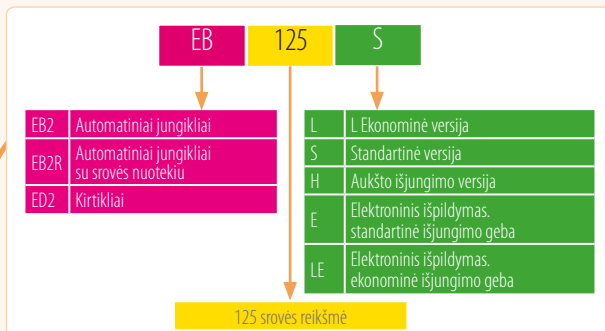 EB 125 S
EB2 Automatiniai jungikliai
EB2R Automatiniai jungikliai
su srovės nuotekiu
ED2 Kirtikliai
L L Ekonominė versija
S Standartinė versija
H Aukšto išjungimo versija
E Elektroninis išpildymas.
standartinė išjungimo geba
LE Elektroninis išpildymas.
ekonominė išjungimo geba
125 srovės reikšmė